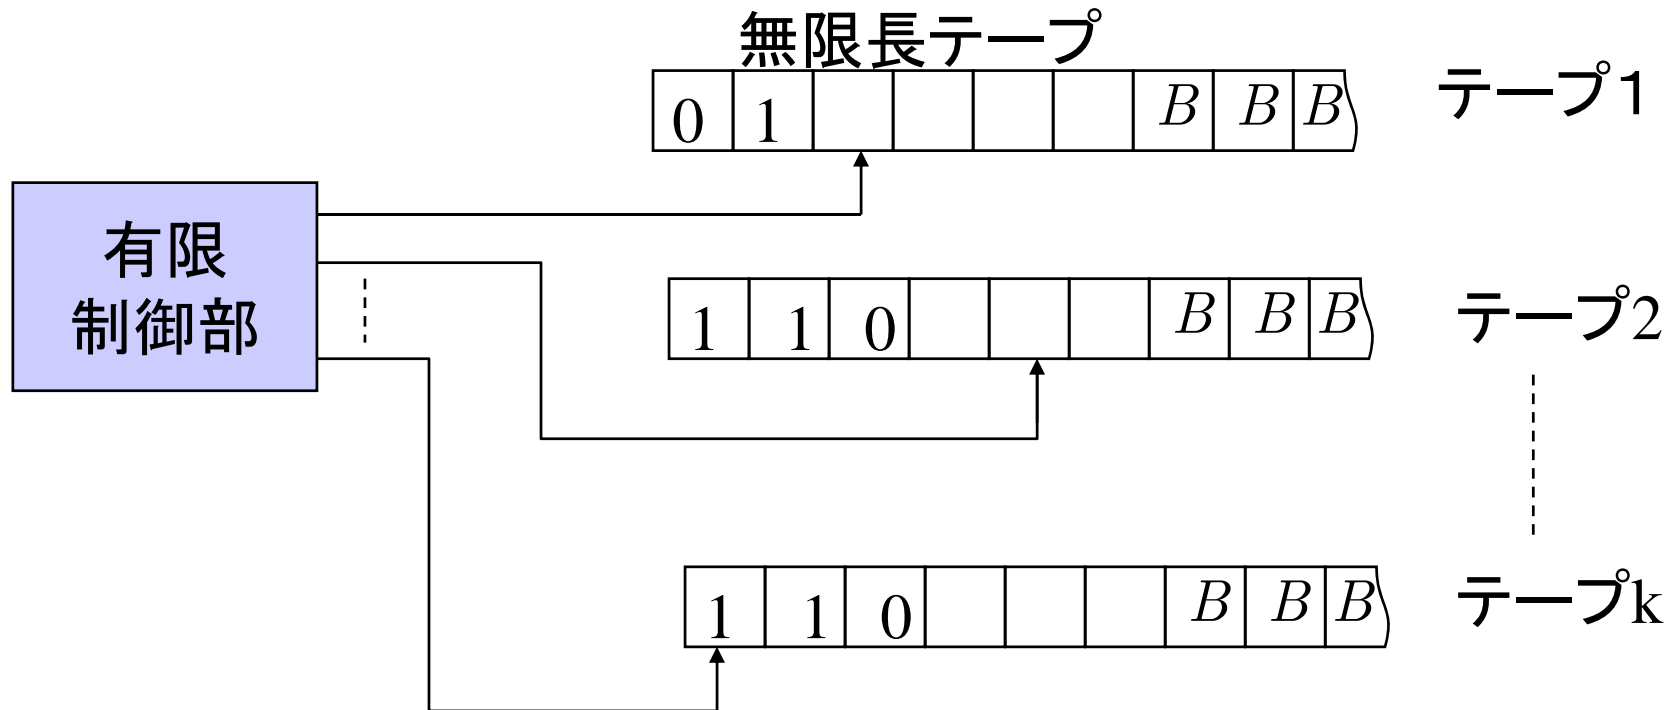 無限長テープ
0 1 B B B テープ1
有限
制御部
1 1 0 B B B テープ2
1 1 0 B B B テープk